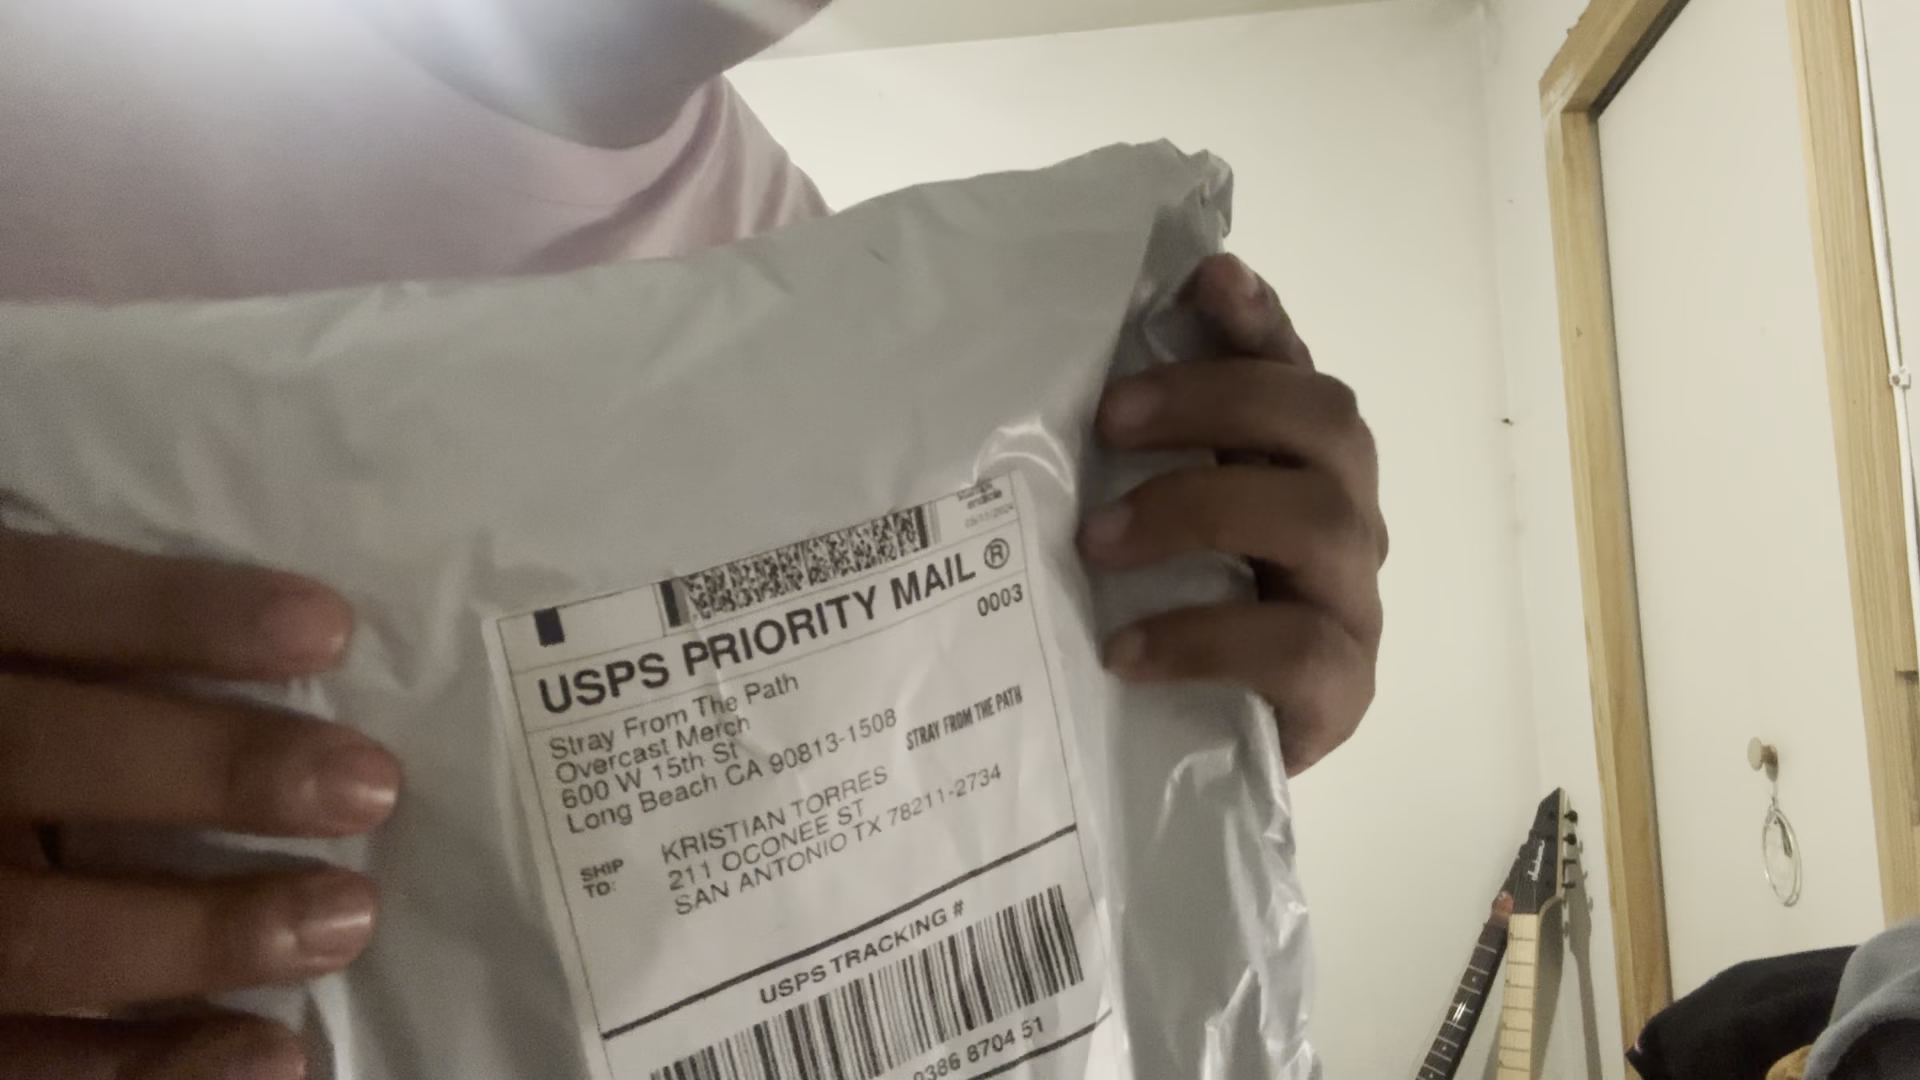 USPS PRIORITY MAIL ®
0003
Stray From The Path
Overcast Merch
600 W 15th St
Long Beach CA 90813-1508
STRAY FROM THE PATH
SHIP
TO:
KRISTIAN TORRES
211 OCONEE ST
SAN ANTONIO TX 78211-2734
USPS TRACKING #
0386 8704 51